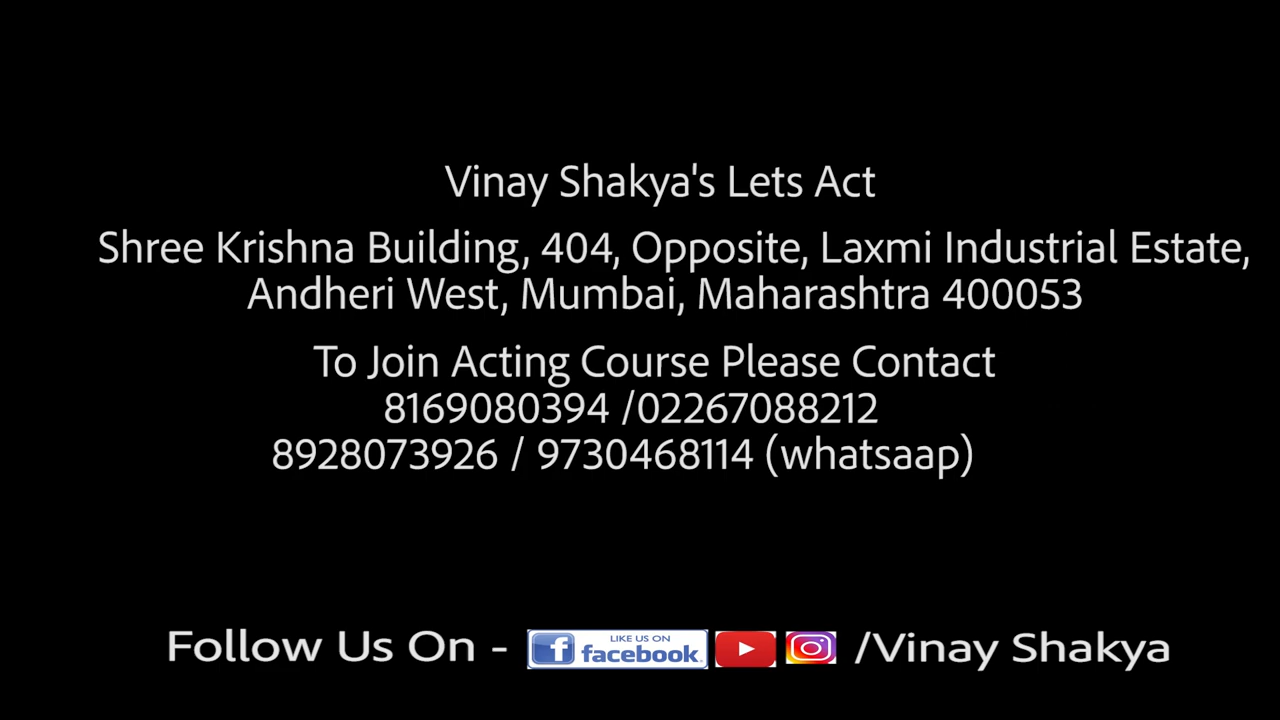 Vinay Shakya's Lets Act
Shree Krishna Building, 404, Opposite, Laxmi Industrial Estate,
Andheri West, Mumbai, Maharashtra 400053
To Join Acting Course Please Contact
8169080394 /02267088212
8928073926 / 9730468114 (whatsaap)
Follow Us On - LIKE US ON facebook /Vinay Shakya